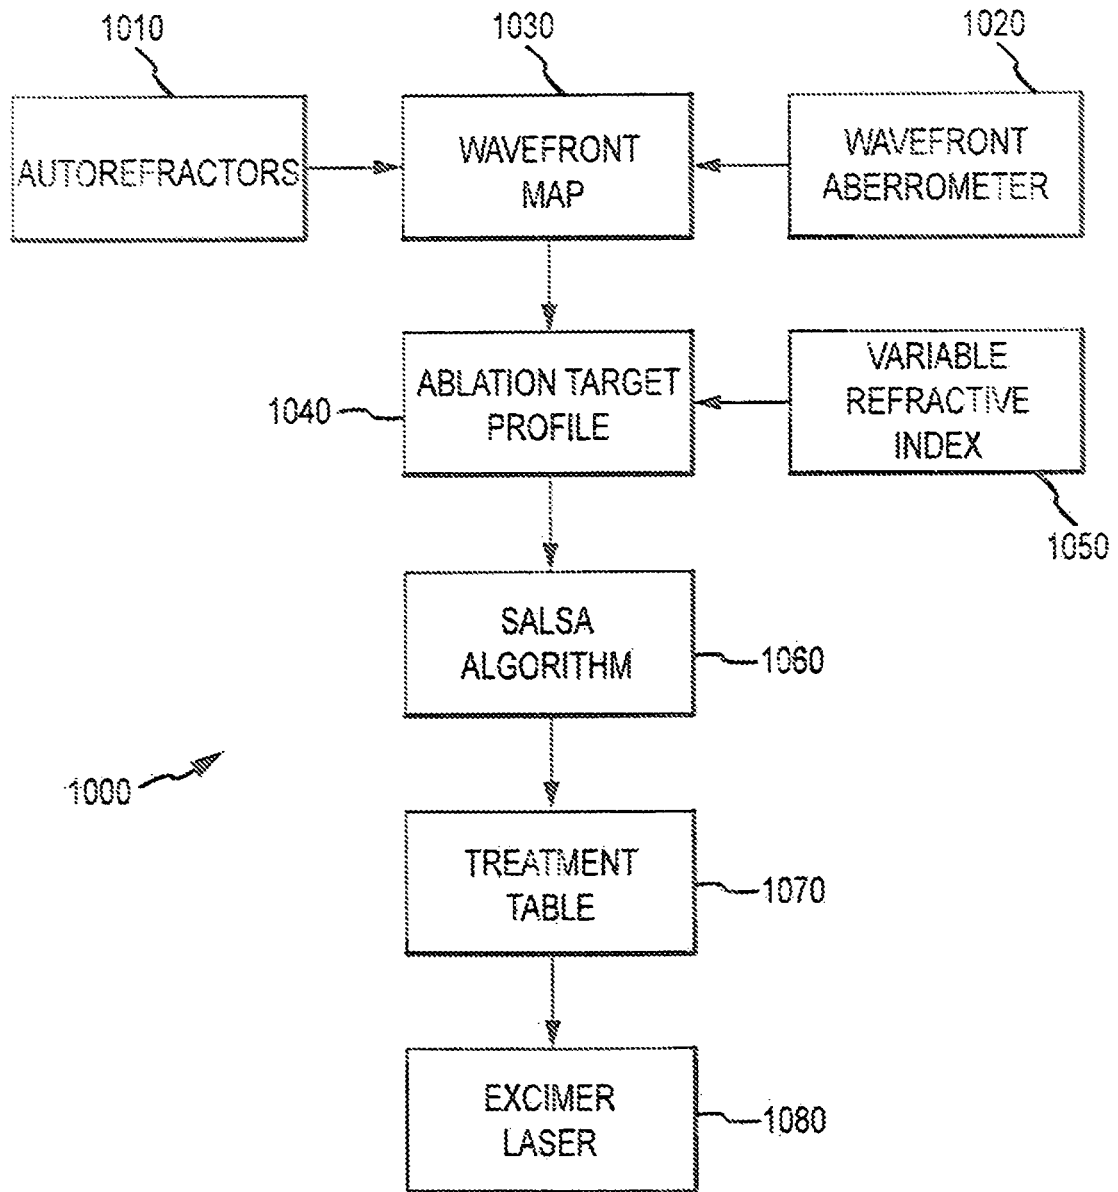 1010
1030
1020
AUTOREFRACTORS
WAVEFRONT
MAP
WAVEFRONT
ABERROMETER
1040
ABLATION TARGET
PROFILE
VARIABLE
REFRACTIVE
INDEX
1050
SALSA
ALGORITHM
1060
1000
TREATMENT
TABLE
1070
EXCIMER
LASER
1080